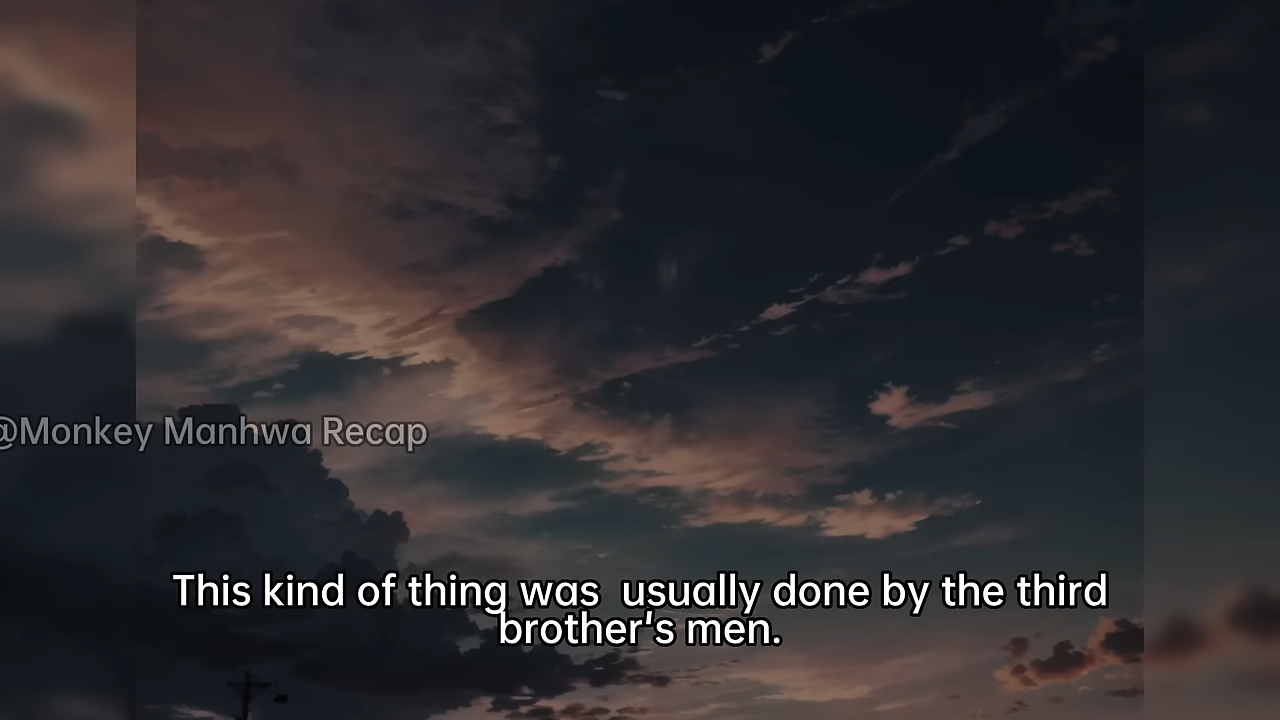 @Monkey Manhwa Recap
This kind of thing was  usually done by the third
brother's men.